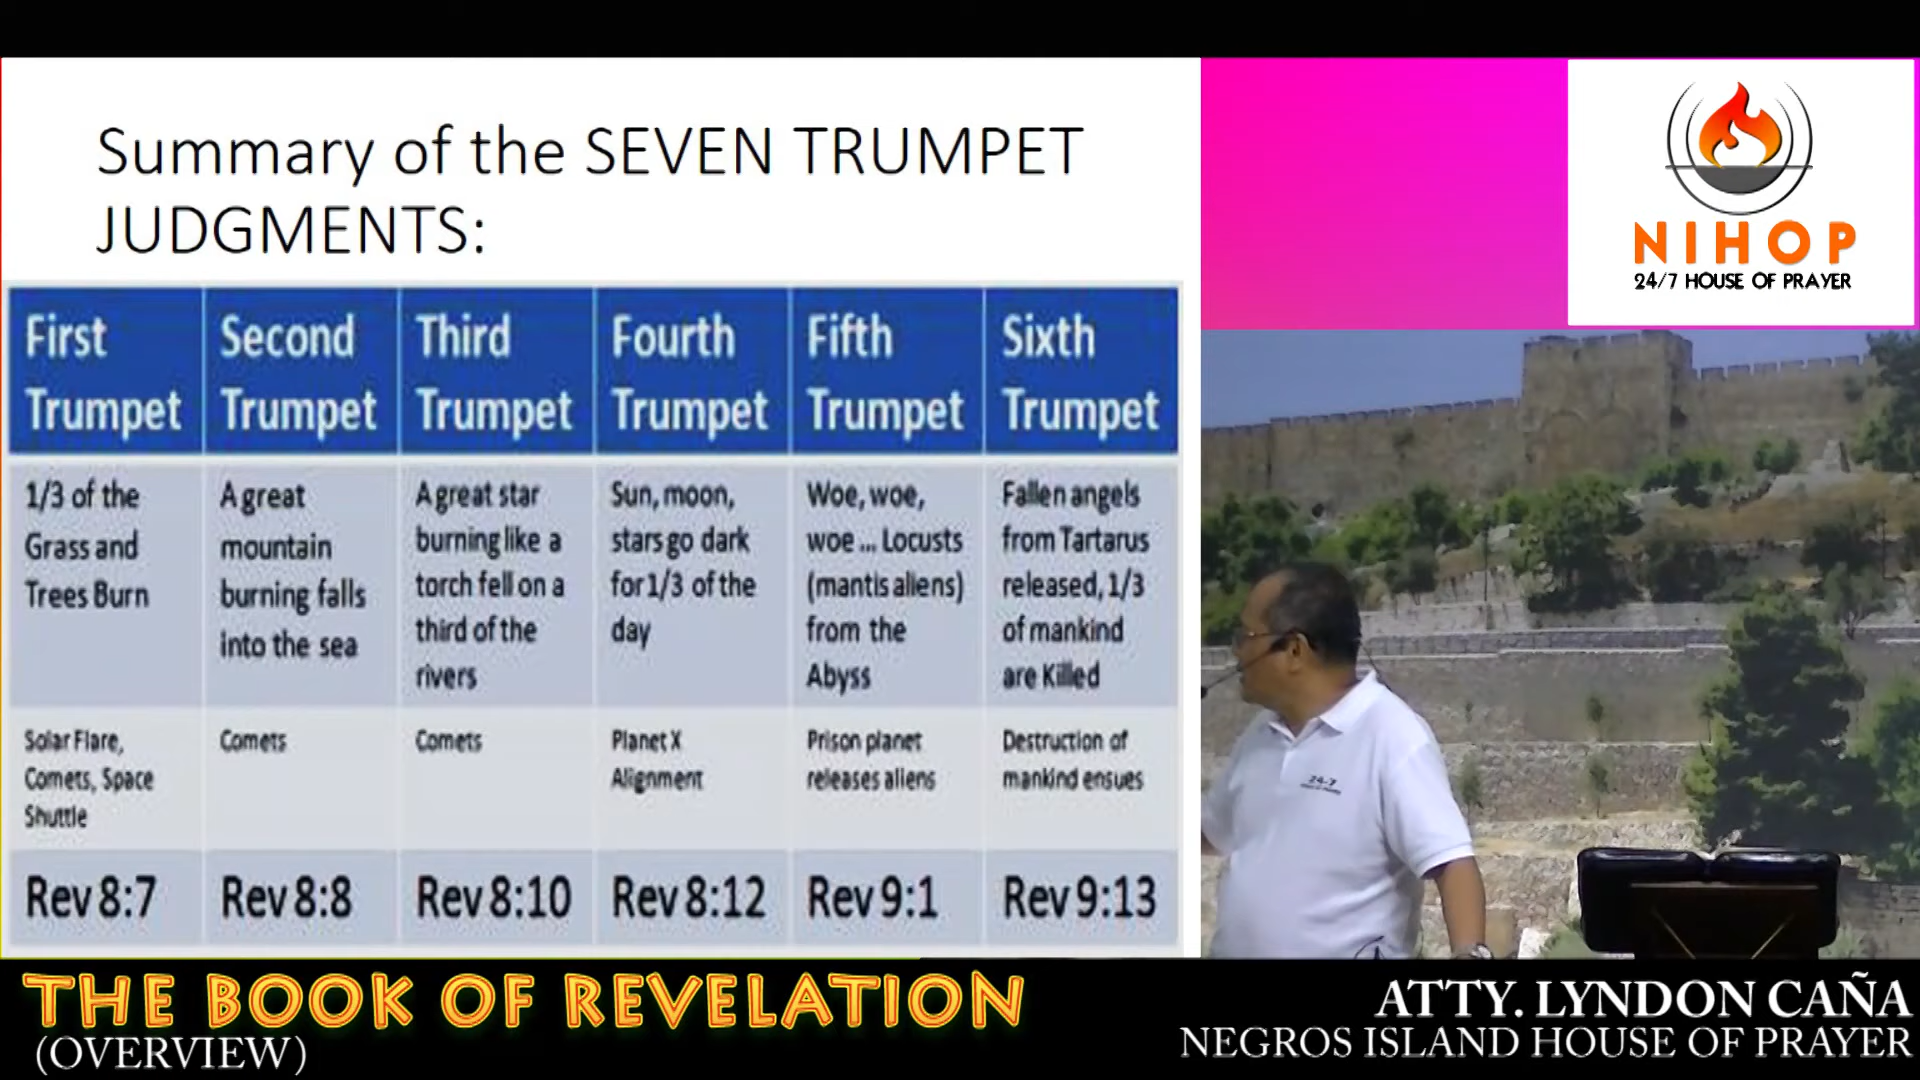 Summary of the SEVEN TRUMPET
JUDGMENTS:
First
Trumpet
Second
Trumpet
Third
Trumpet
Fourth
Trumpet
Fifth
Trumpet
Sixth
Trumpet
1/3 of the
Grass and
Trees Burn
A great
mountain
burning falls
into the sea
A great star
burning like a
torch fell on a
third of the
rivers
Sun, moon,
stars go dark
for 1/3 of the
day
Woe, woe,
woe ... Locusts
(mantis aliens)
from the
Abyss
Fallen angels
from Tartarus
released, 1/3
of mankind
are Killed
Solar Flare,
Comets, Space
Shuttle
Comets
Comets
Planet X
Alignment
Prison planet
releases aliens
Destruction of
mankind ensues
Rev 8:7
Rev 8:8
Rev 8:10
Rev 8:12
Rev 9:1
Rev 9:13
NIHOP
24/7 HOUSE OF PRAYER
24-7
THE BOOK OF REVELATION
(OVERVIEW)
ATTY. LYNDON CAÑA
NEGROS ISLAND HOUSE OF PRAYER